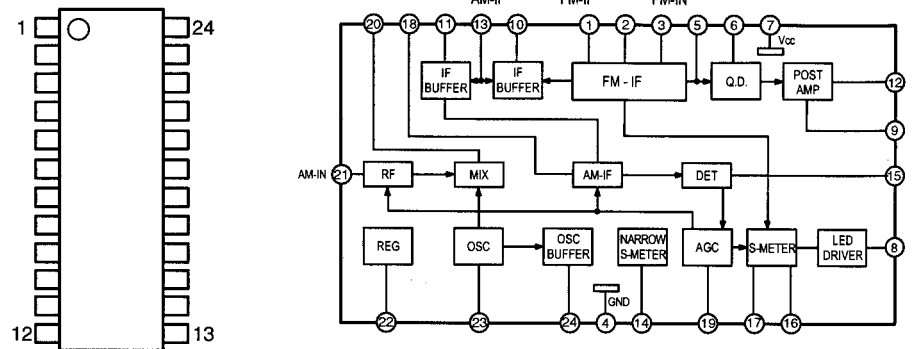 AM-IF FM-IF FM-IN
1 24
12 13
20 18 11 13 10 1 2 3 5 6 7
Vcc
IF BUFFER
IF BUFFER
FM - IF
Q.D.
POST AMP
12
9
AM-IN 21
RF
MIX
AM-IF
DET
15
REG
OSC
OSC BUFFER
NARROW S-METER
AGC
S-METER
LED DRIVER
8
GND
22 23 24 4 14 19 17 16